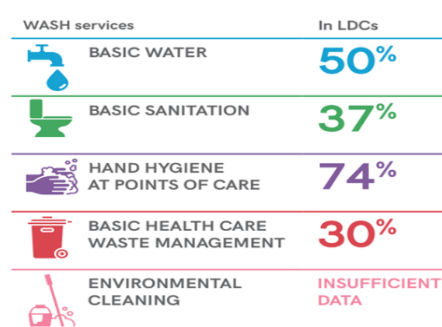 WASH services In LDCs
BASIC WATER 50%
BASIC SANITATION 37%
HAND HYGIENE
AT POINTS OF CARE 74%
BASIC HEALTH CARE
WASTE MANAGEMENT 30%
ENVIRONMENTAL
CLEANING
INSUFFICIENT
DATA